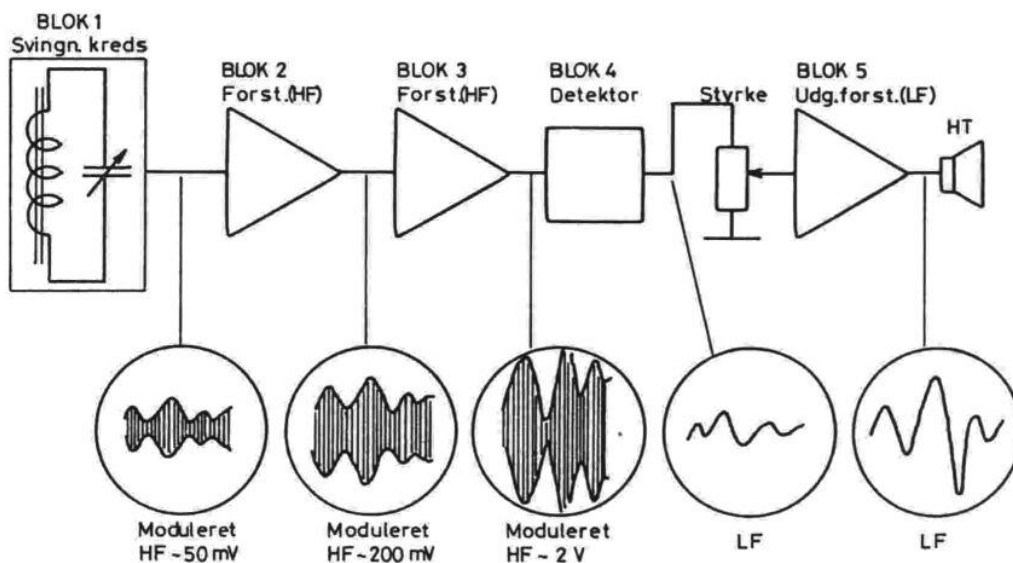 BLOK 1
Svingn. kreds
BLOK 2
Forst.(HF)
BLOK 3
Forst.(HF)
BLOK 4
Detektor
Styrke
BLOK 5
Udg.forst.(LF)
HT
Moduleret
HF ~50 mV
Moduleret
HF ~200 mV
Moduleret
HF ~ 2 V
LF
LF